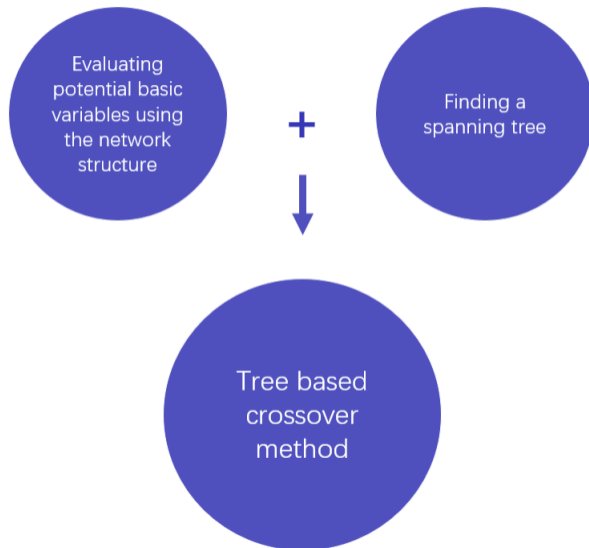 Evaluating
potential basic
variables using
the network
structure
+
Finding a
spanning tree
Tree based
crossover
method